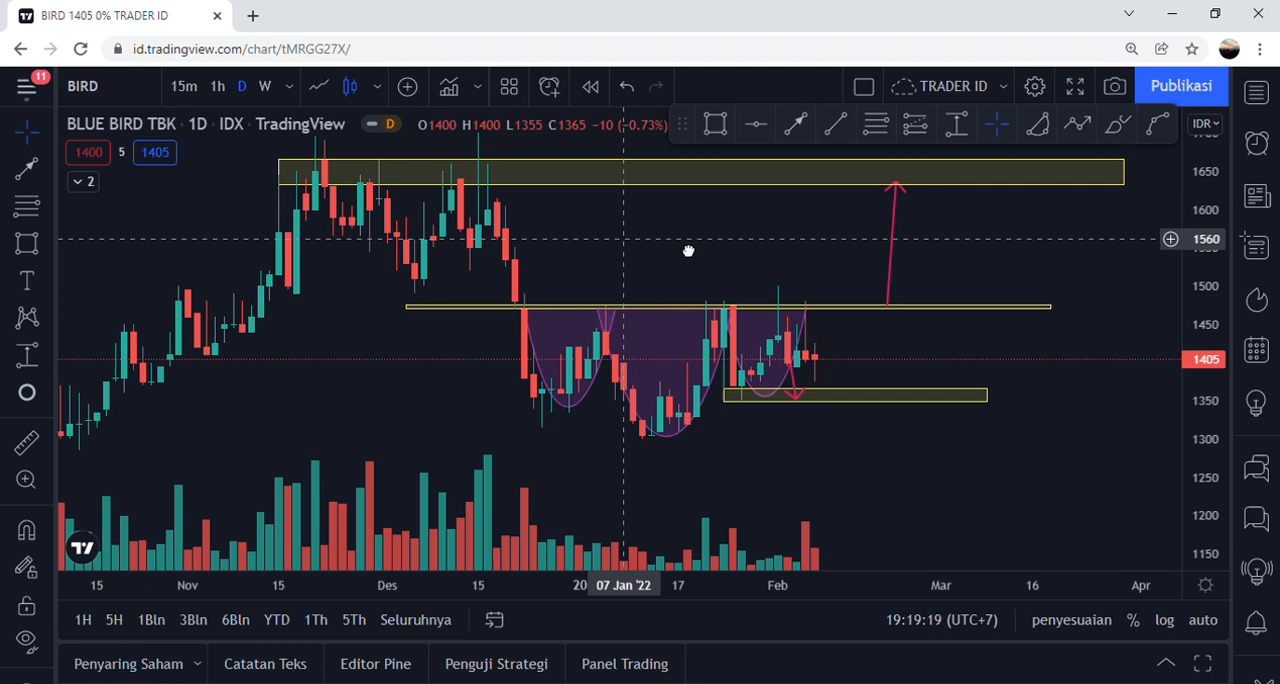 BIRD 1405 0% TRADER ID
id.tradingview.com/chart/tMRGG27X/
11
BIRD
15m 1h D W
TRADER ID
Publikasi
BLUE BIRD TBK · 1D · IDX · TradingView
D
O1400 H1400 L1355 C1365 −10 (−0.73%)
IDR
1400 5 1405
2
1650
1600
1560
1500
1450
1405
1350
1300
1250
1200
1150
15 Nov 15 Des 15 20 07 Jan '22 17 Feb Mar 16 Apr
1H 5H 1Bln 3Bln 6Bln YTD 1Th 5Th Seluruhnya
19:19:19 (UTC+7) penyesuaian % log auto
Penyaring Saham Catatan Teks Editor Pine Penguji Strategi Panel Trading